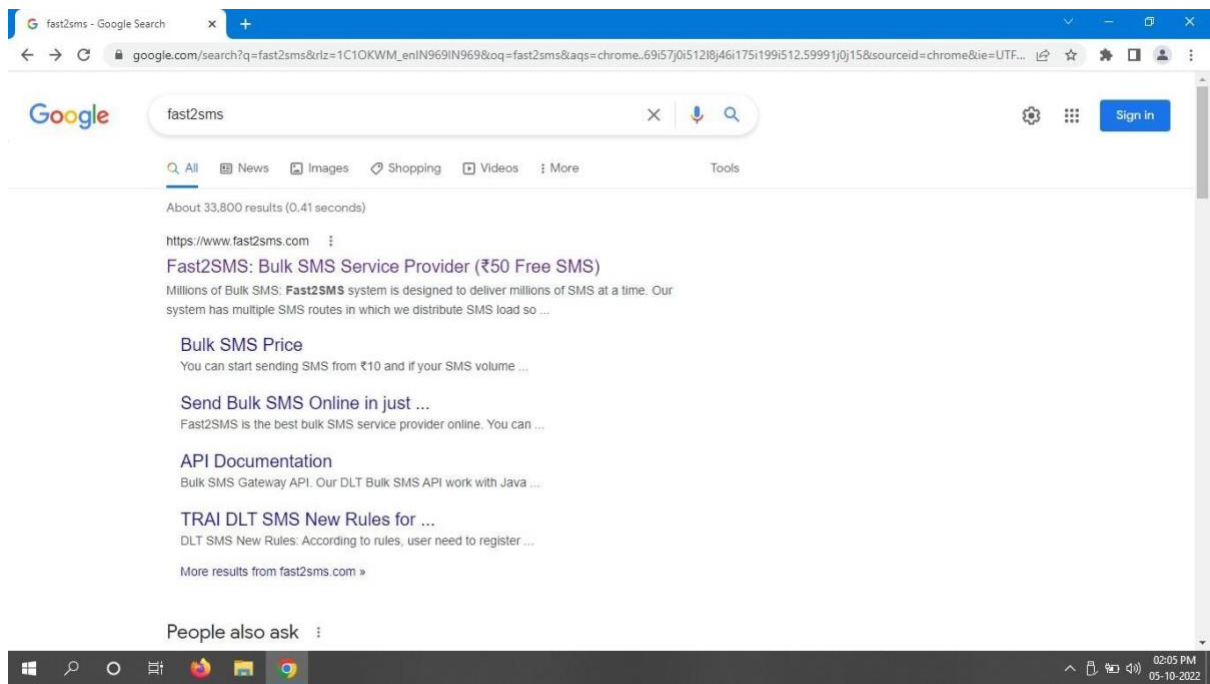 fast2sms - Google Search
google.com/search?q=fast2sms&rlz=1C1OKWM_enIN969IN969&oq=fast2sms&aqs=chrome..69i57j0i512l8j46i175i199i512.59991j0j15&sourceid=chrome&ie=UTF...
Google
fast2sms
Sign in
All News Images Shopping Videos More Tools
About 33,800 results (0.41 seconds)
https://www.fast2sms.com
Fast2SMS: Bulk SMS Service Provider (₹50 Free SMS)
Millions of Bulk SMS: Fast2SMS system is designed to deliver millions of SMS at a time. Our
system has multiple SMS routes in which we distribute SMS load so ...
Bulk SMS Price
You can start sending SMS from ₹10 and if your SMS volume ...
Send Bulk SMS Online in just ...
Fast2SMS is the best bulk SMS service provider online. You can ...
API Documentation
Bulk SMS Gateway API. Our DLT Bulk SMS API work with Java ...
TRAI DLT SMS New Rules for ...
DLT SMS New Rules: According to rules, user need to register ...
More results from fast2sms.com »
People also ask
02:05 PM
05-10-2022